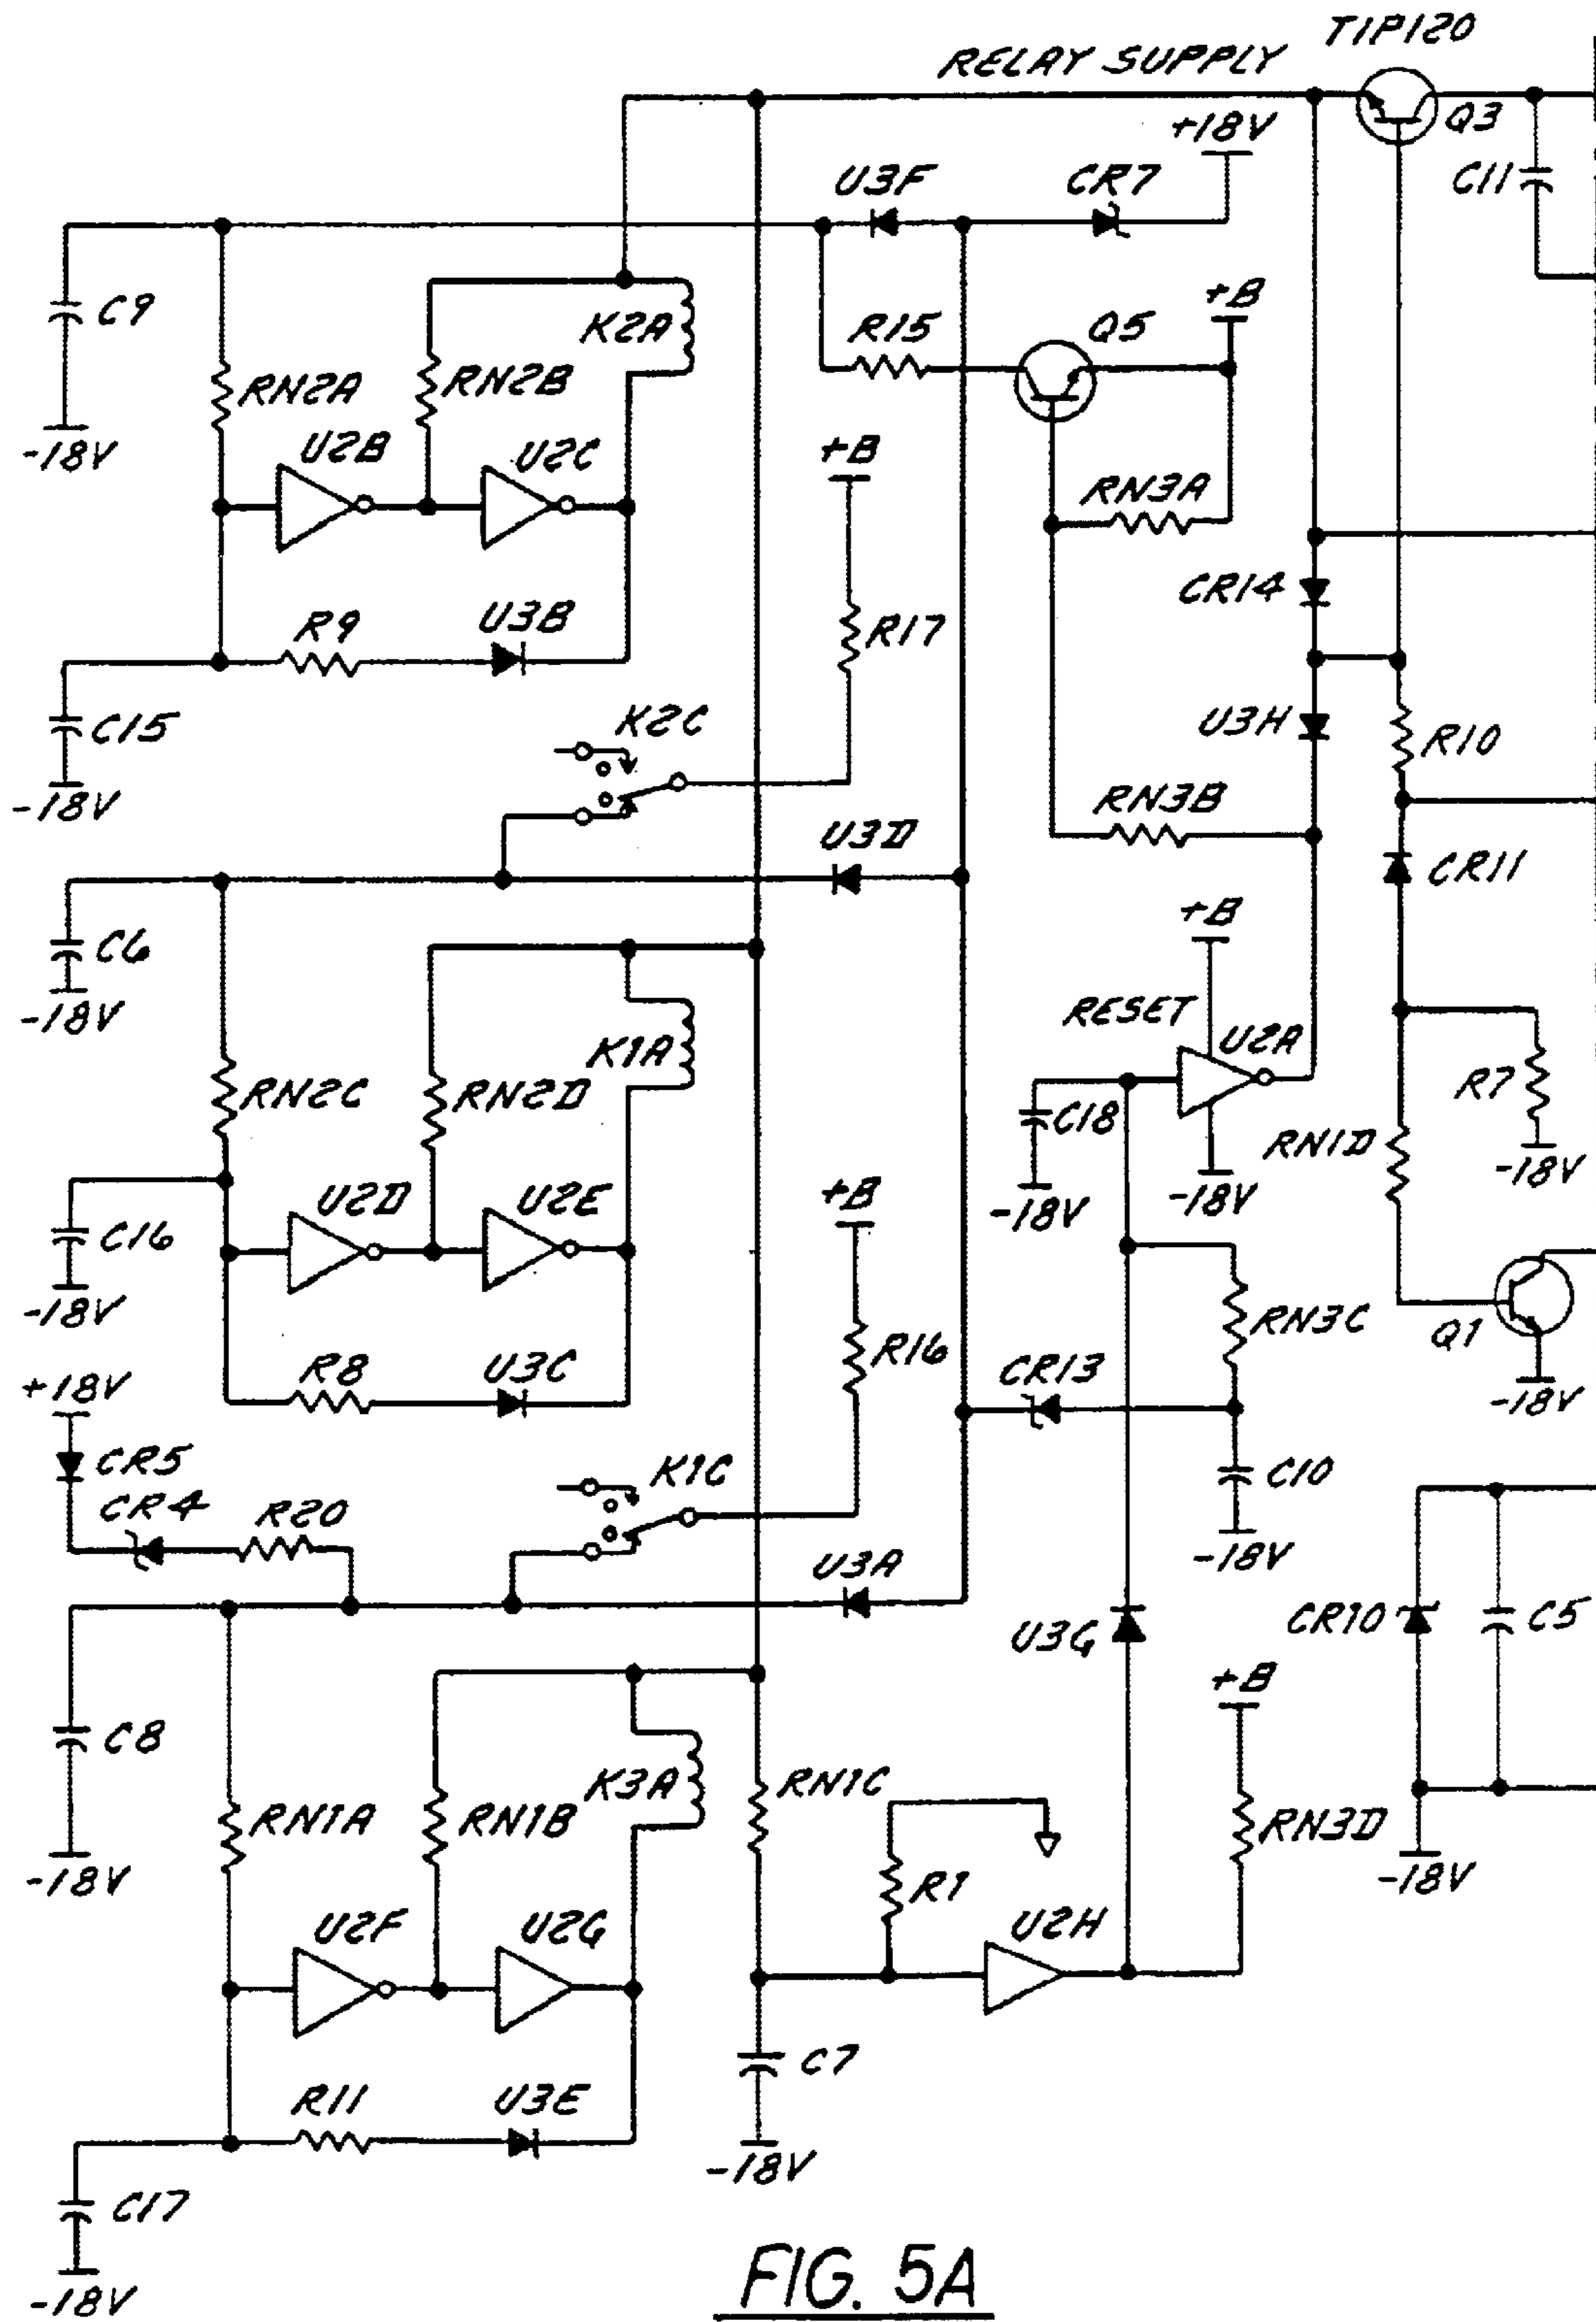 TIP120
RELAY SUPPLY
Q3
+18V
U3F
CR7
C11
C9
K2A
R15
Q5
+B
RN2A
RN2B
-18V
U2B
U2C
+B
RN3A
CR14
R9
U3B
R17
C15
K2C
U3H
R10
-18V
RN3B
U3D
CR11
C6
+B
-18V
RESET
U2A
K1A
RN2C
RN2D
C18
R7
RN1D
-18V
-18V
-18V
U2D
U2E
+B
C16
-18V
RN3C
Q1
R8
U3C
R16
CR13
-18V
+18V
CR5
K1C
C10
CR4
R20
-18V
U3A
U3G
CR10
C5
+B
C8
K3A
RN1C
RN1A
RN1B
RN3D
-18V
R1
-18V
U2F
U2G
U2H
C7
R11
U3E
-18V
C17
-18V
FIG. 5A